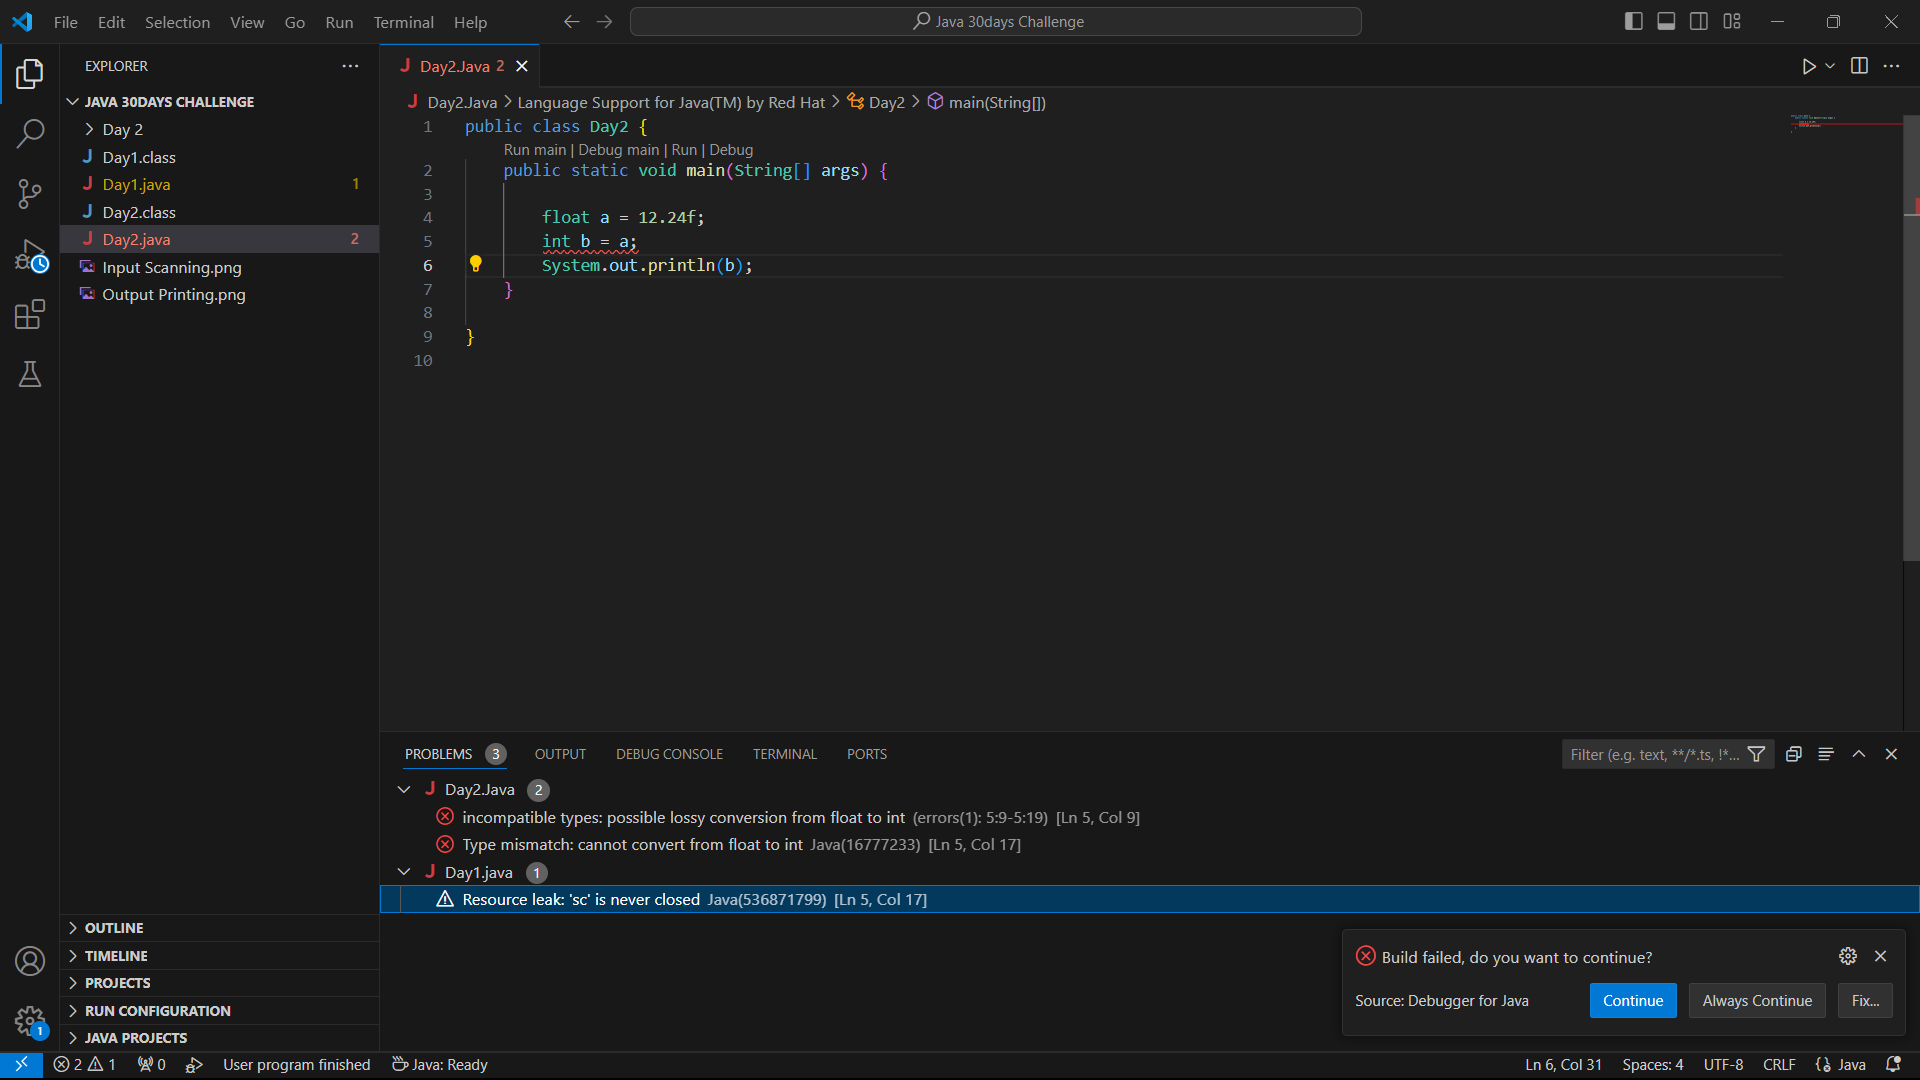 File Edit Selection View Go Run Terminal Help
Java 30days Challenge
EXPLORER
JAVA 30DAYS CHALLENGE
Day 2
Day1.class
Day1.java 1
Day2.class
Day2.java 2
Input Scanning.png
Output Printing.png
OUTLINE
TIMELINE
PROJECTS
RUN CONFIGURATION
JAVA PROJECTS
1
Day2.Java 2
Day2.Java Language Support for Java(TM) by Red Hat Day2 main(String[])
1 public class Day2 {
Run main | Debug main | Run | Debug
2 public static void main(String[] args) {
3
4 float a = 12.24f;
5 int b = a;
6 System.out.println(b);
7 }
8
9 }
10
PROBLEMS 3 OUTPUT DEBUG CONSOLE TERMINAL PORTS
Filter (e.g. text, **/*.ts, !*...
Day2.Java 2
incompatible types: possible lossy conversion from float to int (errors(1): 5:9-5:19) [Ln 5, Col 9]
Type mismatch: cannot convert from float to int Java(16777233) [Ln 5, Col 17]
Day1.java 1
Resource leak: 'sc' is never closed Java(536871799) [Ln 5, Col 17]
Build failed, do you want to continue?
Source: Debugger for Java Continue Always Continue Fix...
2 1 0 User program finished Java: Ready
Ln 6, Col 31 Spaces: 4 UTF-8 CRLF Java